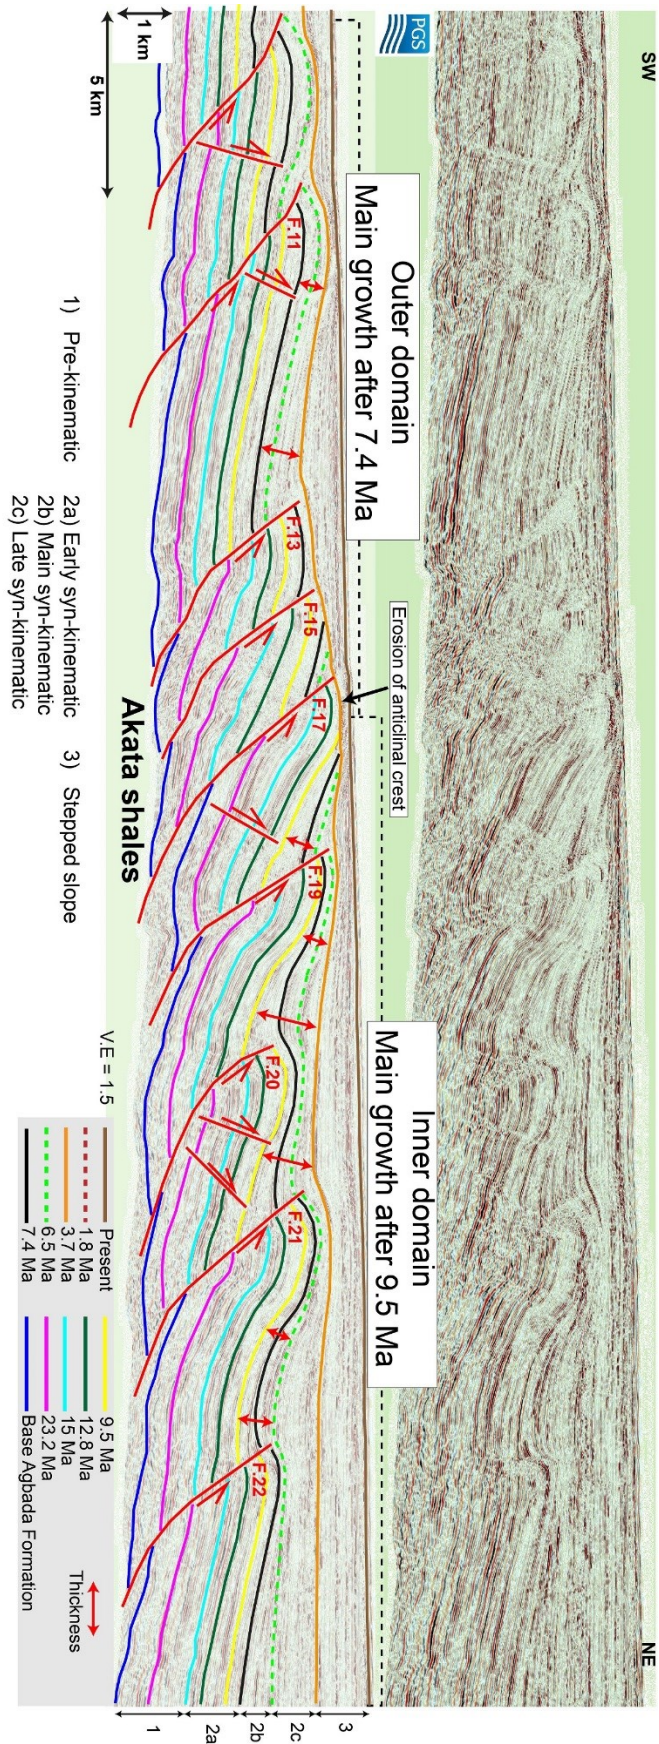 SW
NE
PGS
Outer domain
Main growth after 7.4 Ma
Inner domain
Main growth after 9.5 Ma
Erosion of anticlinal crest
F.11
F.13
F.15
F.17
F.19
F.20
F.21
F.22
1 km
5 km
Akata shales
1
2a
2b
2c
3
1) Pre-kinematic
2a) Early syn-kinematic
2b) Main syn-kinematic
2c) Late syn-kinematic
3) Stepped slope
V.E = 1.5
Present
1.8 Ma
3.7 Ma
6.5 Ma
7.4 Ma
9.5 Ma
12.8 Ma
15 Ma
23.2 Ma
Base Agbada Formation
Thickness